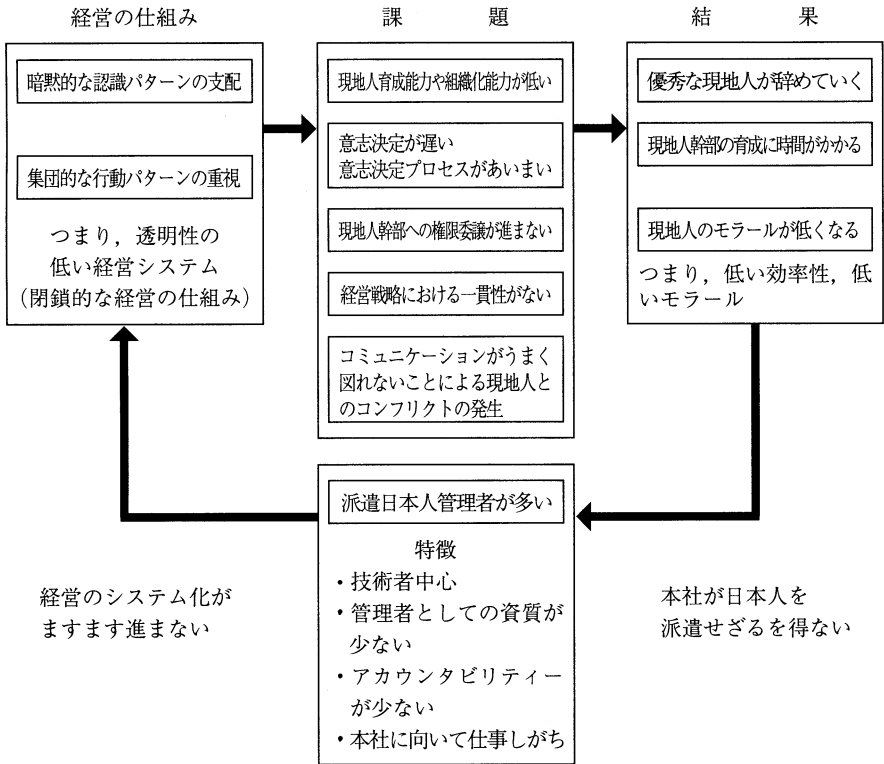 経営の仕組み
暗黙的な認識パターンの支配
集団的な行動パターンの重視
つまり，透明性の
低い経営システム
（閉鎖的な経営の仕組み）
課題
現地人育成能力や組織化能力が低い
意志決定が遅い
意志決定プロセスがあいまい
現地人幹部への権限委譲が進まない
経営戦略における一貫性がない
コミュニケーションがうまく
図れないことによる現地人と
のコンフリクトの発生
結果
優秀な現地人が辞めていく
現地人幹部の育成に時間がかかる
現地人のモラールが低くなる
つまり，低い効率性，低
いモラール
派遣日本人管理者が多い
特徴
・技術者中心
・管理者としての資質が
少ない
・アカウンタビリティー
が少ない
・本社に向いて仕事しがち
経営のシステム化が
ますます進まない
本社が日本人を
派遣せざるを得ない